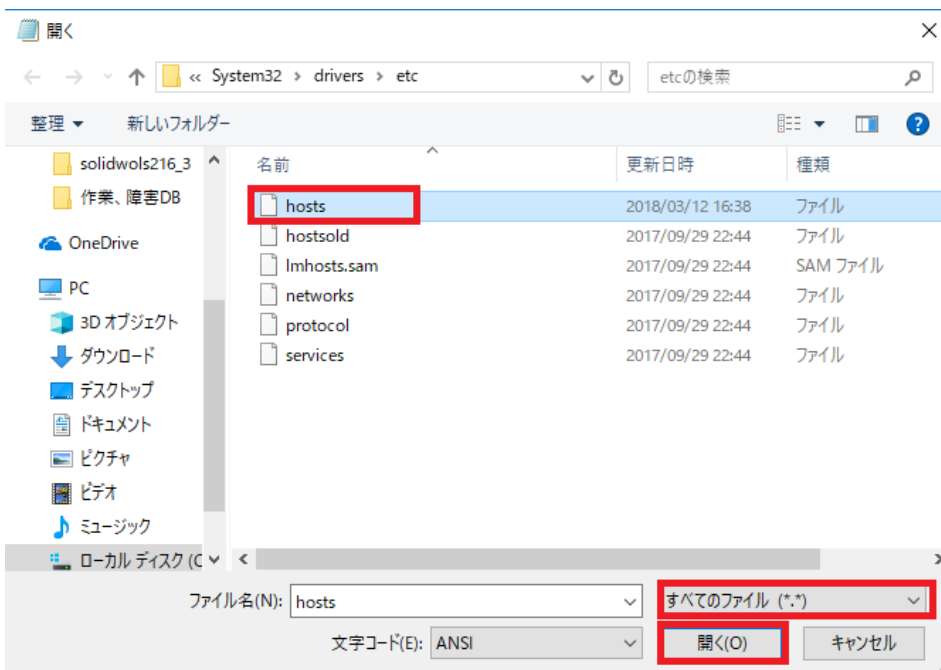 開く
« System32 › drivers › etc
etcの検索
整理 新しいフォルダー
名前 更新日時 種類
solidwols216_3
作業、障害DB
OneDrive
PC
3D オブジェクト
ダウンロード
デスクトップ
ドキュメント
ピクチャ
ビデオ
ミュージック
ローカル ディスク (C
hosts 2018/03/12 16:38 ファイル
hostsold 2017/09/29 22:44 ファイル
lmhosts.sam 2017/09/29 22:44 SAM ファイル
networks 2017/09/29 22:44 ファイル
protocol 2017/09/29 22:44 ファイル
services 2017/09/29 22:44 ファイル
ファイル名(N): hosts すべてのファイル (*.*)
文字コード(E): ANSI 開く(O) キャンセル